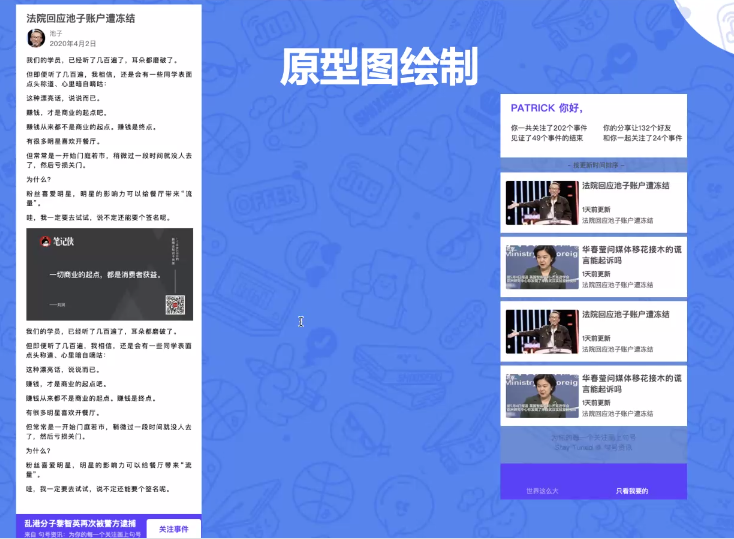 法院回应池子账户遭冻结
池子
2020年4月2日
我们的学员，已经听了几百遍了，耳朵都磨破了。
但即便听了几百遍，我相信，还是会有一些同学表面
点头称道、心里暗自嘀咕：
这种漂亮话，说说而已。
赚钱，才是商业的起点吧。
赚钱从来都不是商业的起点。赚钱是终点。
有很多明星喜欢开餐厅。
但常常是一开始门庭若市，稍微过一段时间就没人去
了，然后亏损关门。
为什么？
粉丝喜爱明星，明星的影响力可以给餐厅带来“流
量”。
哇，我一定要去试试，说不定还能要个签名呢。
笔记侠
一切商业的起点，都是消费者获益。
我们的学员，已经听了几百遍了，耳朵都磨破了。
但即便听了几百遍，我相信，还是会有一些同学表面
点头称道、心里暗自嘀咕：
这种漂亮话，说说而已。
赚钱，才是商业的起点吧。
赚钱从来都不是商业的起点。赚钱是终点。
有很多明星喜欢开餐厅。
但常常是一开始门庭若市，稍微过一段时间就没人去
了，然后亏损关门。
为什么？
粉丝喜爱明星，明星的影响力可以给餐厅带来“流
量”。
哇，我一定要去试试，说不定还能要个签名呢。
乱港分子黎智英再次被警方逮捕
来自 句号资讯：为你的每一个关注画上句号
关注事件
原型图绘制
PATRICK 你好，
你一共关注了202个事件
见证了49个事件的结束
你的分享让132个好友
和你一起关注了24个事件
--按更新时间排序--
法院回应池子账户遭冻结
1天前更新
法院回应池子账户遭冻结
华春莹问媒体移花接木的谎
言能起诉吗
1天前更新
法院回应池子账户遭冻结
法院回应池子账户遭冻结
1天前更新
法院回应池子账户遭冻结
华春莹问媒体移花接木的谎
言能起诉吗
1天前更新
法院回应池子账户遭冻结
世界这么大
只看我要的